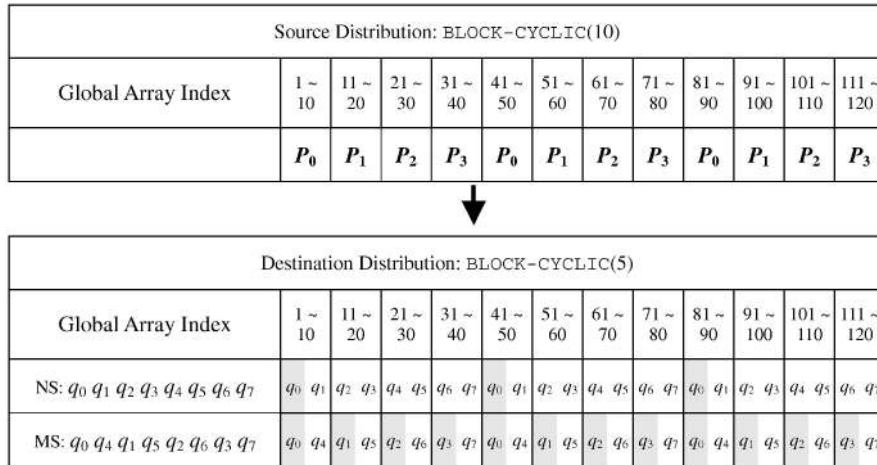 Source Distribution: BLOCK-CYCLIC(10)
Global Array Index 1 ~ 10 11 ~ 20 21 ~ 30 31 ~ 40 41 ~ 50 51 ~ 60 61 ~ 70 71 ~ 80 81 ~ 90 91 ~ 100 101 ~ 110 111 ~ 120
P₀ P₁ P₂ P₃ P₀ P₁ P₂ P₃ P₀ P₁ P₂ P₃
Destination Distribution: BLOCK-CYCLIC(5)
Global Array Index 1 ~ 10 11 ~ 20 21 ~ 30 31 ~ 40 41 ~ 50 51 ~ 60 61 ~ 70 71 ~ 80 81 ~ 90 91 ~ 100 101 ~ 110 111 ~ 120
NS: q₀ q₁ q₂ q₃ q₄ q₅ q₆ q₇ q₀ q₁ q₂ q₃ q₄ q₅ q₆ q₇ q₀ q₁ q₂ q₃ q₄ q₅ q₆ q₇ q₀ q₁ q₂ q₃ q₄ q₅ q₆ q₇
MS: q₀ q₄ q₁ q₅ q₂ q₆ q₃ q₇ q₀ q₄ q₁ q₅ q₂ q₆ q₃ q₇ q₀ q₄ q₁ q₅ q₂ q₆ q₃ q₇ q₀ q₄ q₁ q₅ q₂ q₆ q₃ q₇